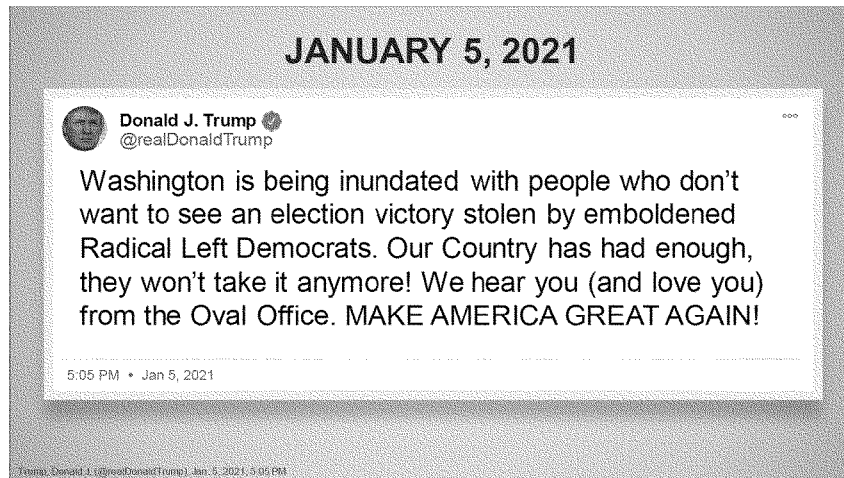 JANUARY 5, 2021
Donald J. Trump
@realDonaldTrump
Washington is being inundated with people who don't
want to see an election victory stolen by emboldened
Radical Left Democrats. Our Country has had enough,
they won't take it anymore! We hear you (and love you)
from the Oval Office. MAKE AMERICA GREAT AGAIN!
5:05 PM • Jan 5, 2021
Trump, Donald J. (@realDonaldTrump), Jan. 5, 2021, 5:05 PM